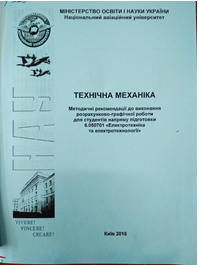 МІНІСТЕРСТВО ОСВІТИ І НАУКИ УКРАЇНИ
Національний авіаційний університет
ТЕХНІЧНА МЕХАНІКА
Методичні рекомендації до виконання
розрахунково-графічної роботи
для студентів напряму підготовки
6.050701 «Електротехніка
та електротехнології»
VIVERE!
VINCERE!
CREARE!
Київ 2016